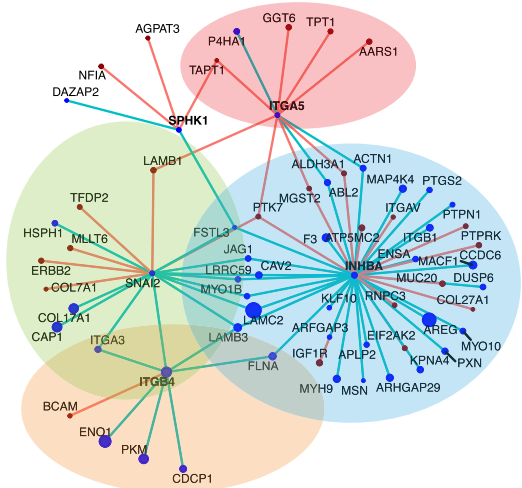 GGT6
TPT1
AGPAT3
P4HA1
AARS1
NFIA
TAPT1
DAZAP2
ITGA5
SPHK1
LAMB1
ALDH3A1
ACTN1
MAP4K4
PTGS2
ABL2
MGST2
TFDP2
PTK7
ITGAV
PTPN1
HSPH1
FSTL3
F3
ATP5MC2
ITGB1
PTPRK
MLLT6
JAG1
ENSA
MACF1
CCDC6
ERBB2
LRRC59
CAV2
INHBA
SNAI2
MUC20
DUSP6
COL7A1
MYO1B
KLF10
RNPC3
COL27A1
COL17A1
LAMC2
AREG
CAP1
LAMB3
ARFGAP3
EIF2AK2
MYO10
ITGA3
IGF1R
APLP2
KPNA4
PXN
FLNA
ITGB4
MYH9
MSN
ARHGAP29
BCAM
ENO1
PKM
CDCP1